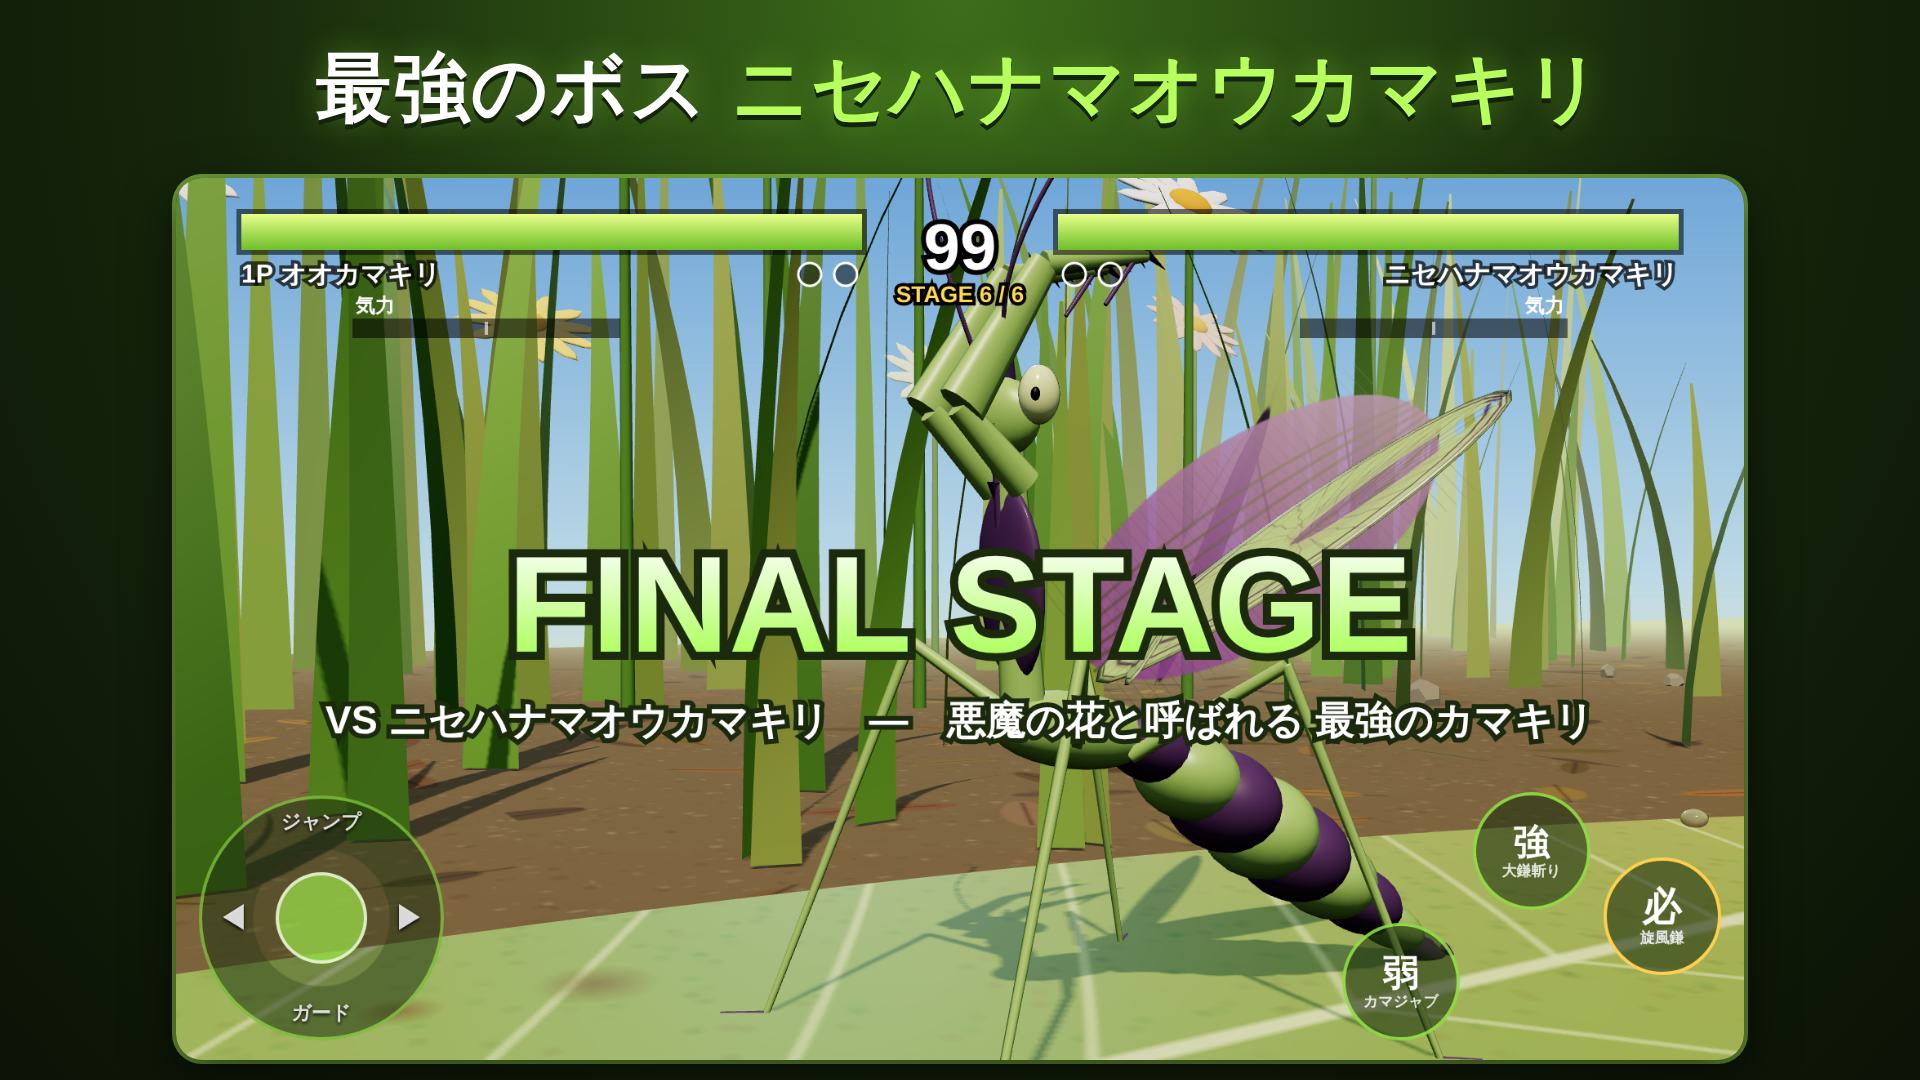 最強のボス ニセハナマオウカマキリ
99
STAGE 6 / 6
1P オオカマキリ
気力
ニセハナマオウカマキリ
気力
FINAL STAGE
VS ニセハナマオウカマキリ ― 悪魔の花と呼ばれる 最強のカマキリ
ジャンプ
ガード
強
大鎌斬り
必
旋風鎌
弱
カマジャブ